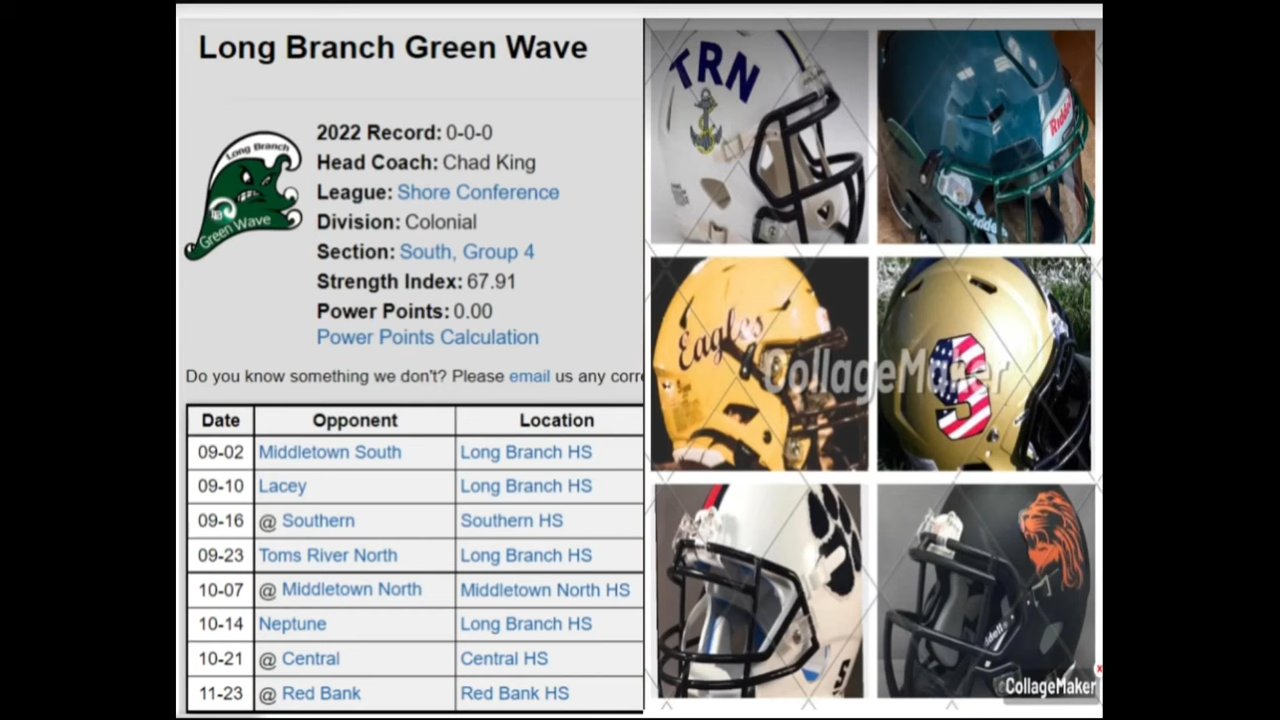 Long Branch Green Wave
Long Branch
Green Wave
2022 Record: 0-0-0
Head Coach: Chad King
League: Shore Conference
Division: Colonial
Section: South, Group 4
Strength Index: 67.91
Power Points: 0.00
Power Points Calculation
Do you know something we don't? Please email us any corre
Date Opponent Location
09-02 Middletown South Long Branch HS
09-10 Lacey Long Branch HS
09-16 @ Southern Southern HS
09-23 Toms River North Long Branch HS
10-07 @ Middletown North Middletown North HS
10-14 Neptune Long Branch HS
10-21 @ Central Central HS
11-23 @ Red Bank Red Bank HS
TRN
Eagles
CollageMaker
S
riddell
CollageMaker